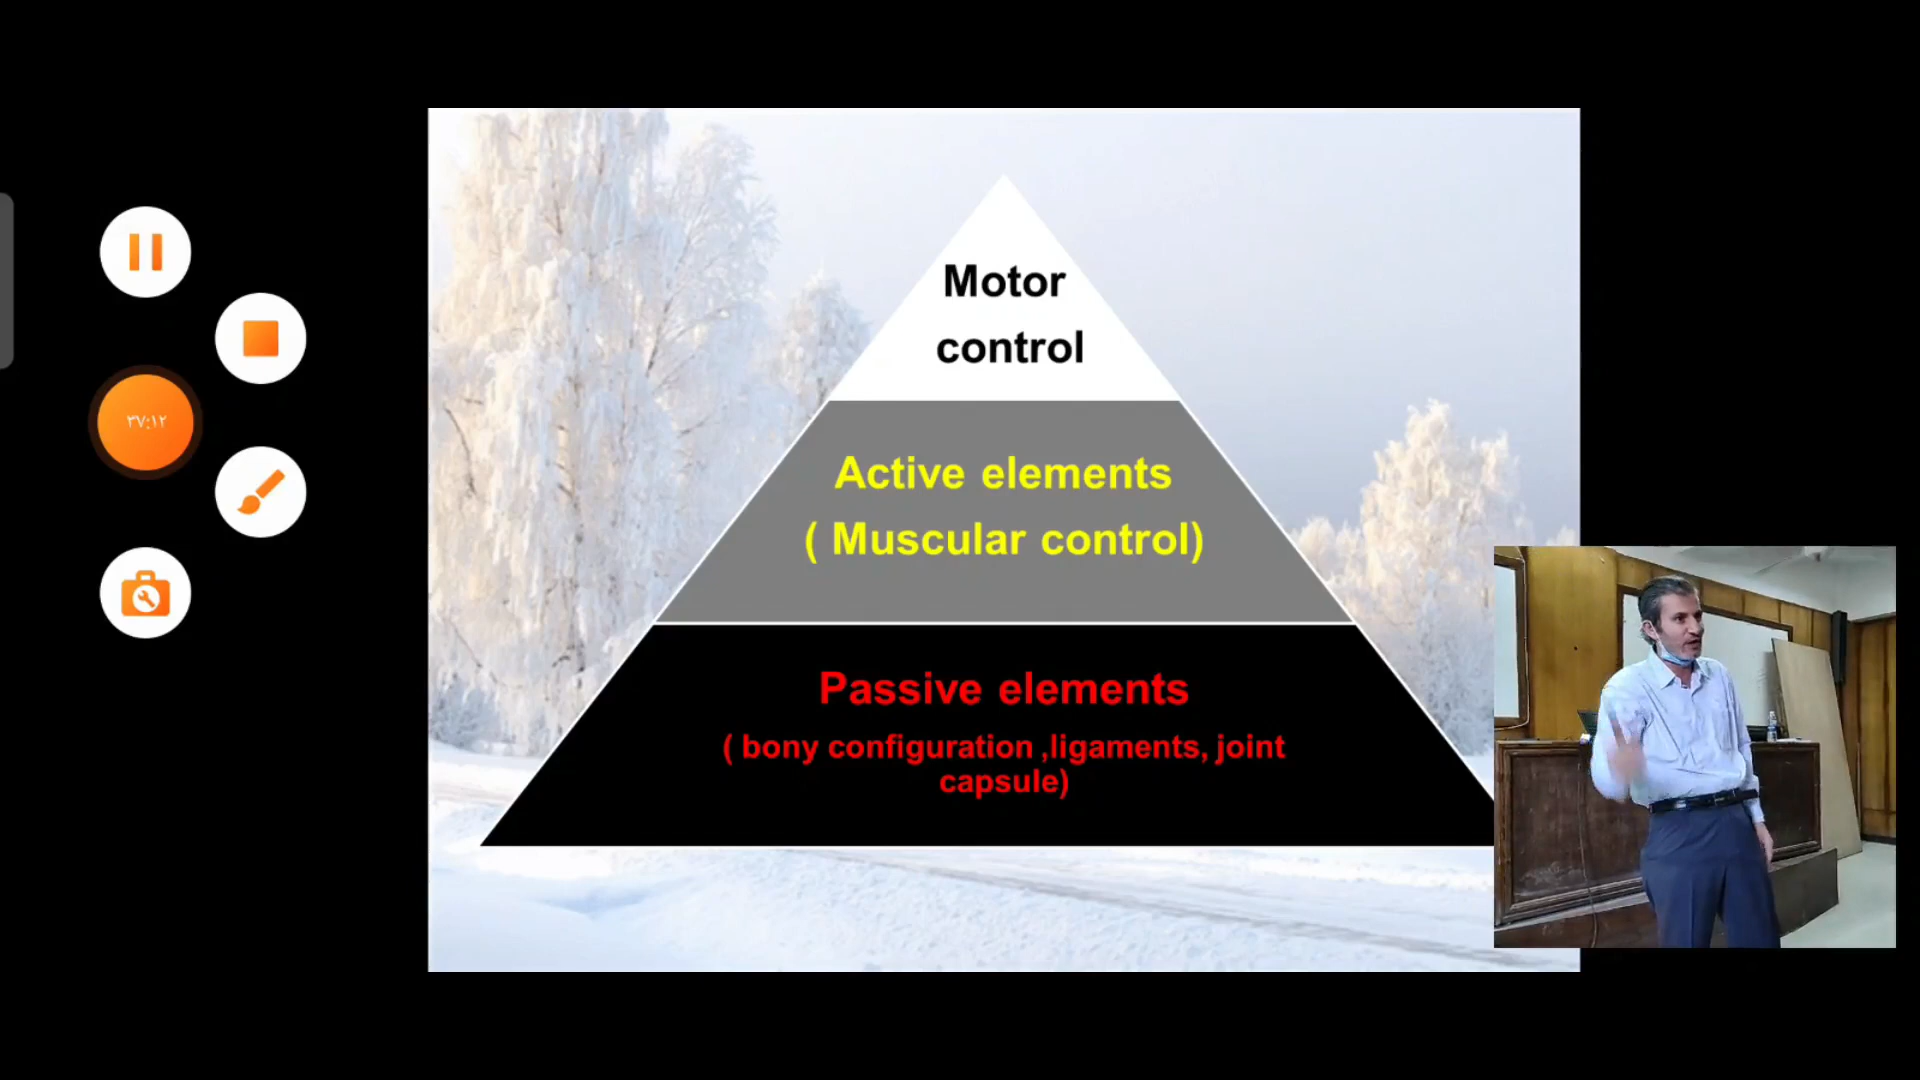 Motor
control
Active elements
( Muscular control)
Passive elements
( bony configuration ,ligaments, joint
capsule)
٣٧:١٢